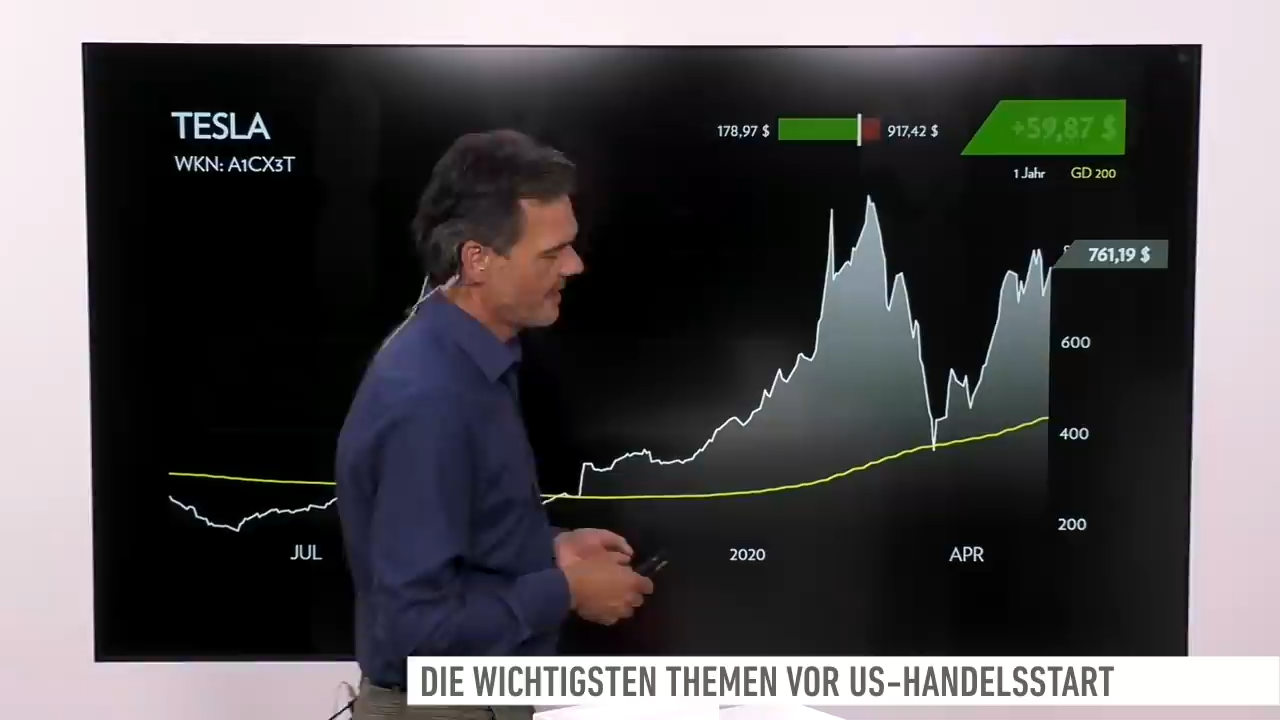 TESLA
WKN: A1CX3T
178,97 $
917,42 $
+59,87 $
1 Jahr
GD 200
761,19 $
600
400
200
JUL
2020
APR
DIE WICHTIGSTEN THEMEN VOR US-HANDELSSTART